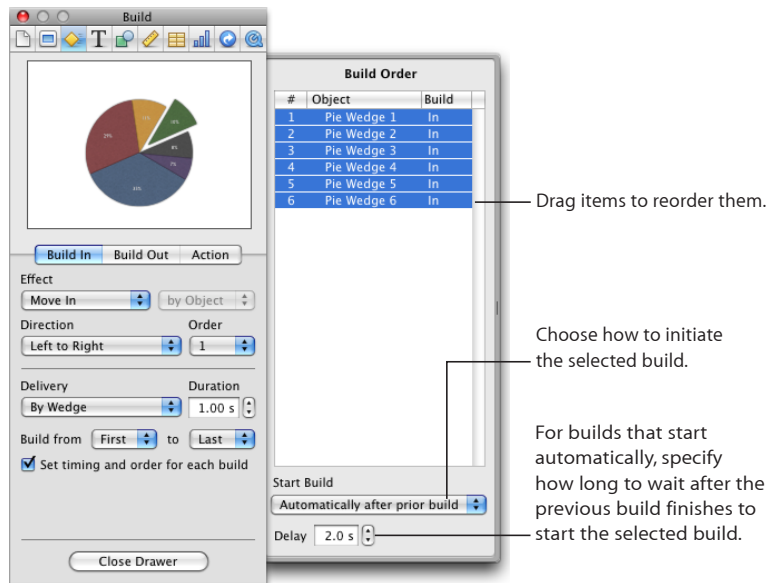 Build
T
29%
13%
10%
8%
7%
Build In Build Out Action
Effect
Move In by Object
Direction Order
Left to Right 1
Delivery Duration
By Wedge 1.00 s
Build from First to Last
Set timing and order for each build
Close Drawer
Build Order
# Object Build
1 Pie Wedge 1 In
2 Pie Wedge 2 In
3 Pie Wedge 3 In
4 Pie Wedge 4 In
5 Pie Wedge 5 In
6 Pie Wedge 6 In
Start Build
Automatically after prior build
Delay 2.0 s
Drag items to reorder them.
Choose how to initiate
the selected build.
For builds that start
automatically, specify
how long to wait after the
previous build finishes to
start the selected build.